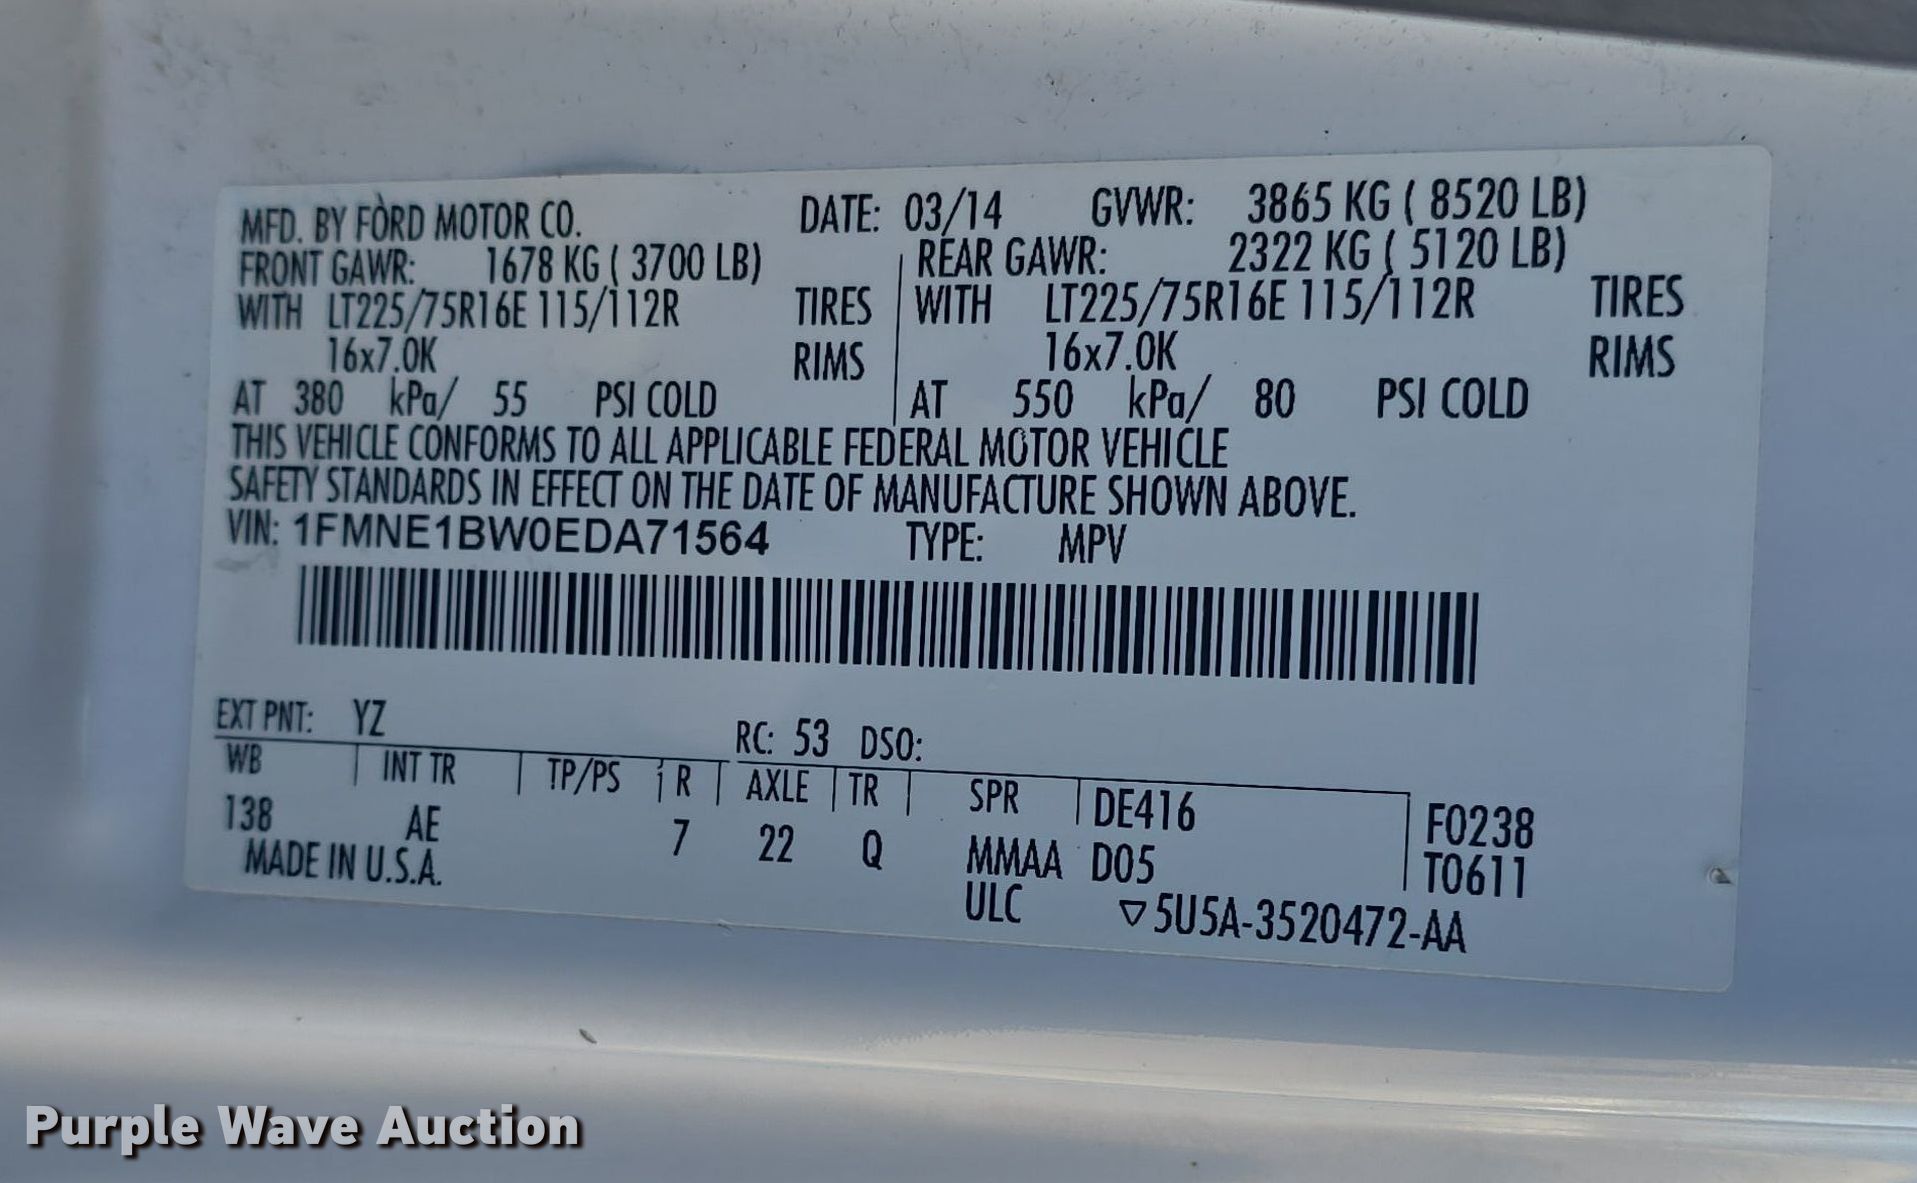 MFD. BY FORD MOTOR CO. DATE: 03/14 GVWR: 3865 KG ( 8520 LB)
FRONT GAWR: 1678 KG ( 3700 LB) REAR GAWR: 2322 KG ( 5120 LB)
WITH LT225/75R16E 115/112R TIRES WITH LT225/75R16E 115/112R TIRES
16x7.0K RIMS 16x7.0K RIMS
AT 380 kPa/ 55 PSI COLD AT 550 kPa/ 80 PSI COLD
THIS VEHICLE CONFORMS TO ALL APPLICABLE FEDERAL MOTOR VEHICLE
SAFETY STANDARDS IN EFFECT ON THE DATE OF MANUFACTURE SHOWN ABOVE.
VIN: 1FMNE1BW0EDA71564 TYPE: MPV
EXT PNT: YZ RC: 53 DSO:
WB INT TR TP/PS R AXLE TR SPR DE416 F0238
138 AE 7 22 Q MMAA D05 T0611
MADE IN U.S.A. ULC ▽5U5A-3520472-AA
Purple Wave Auction